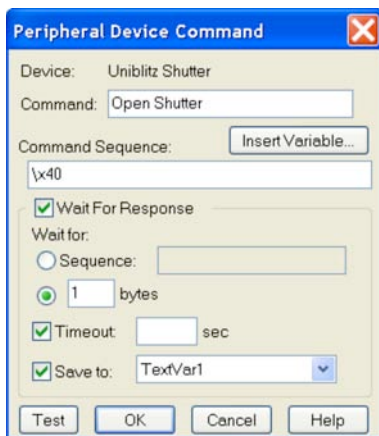 Peripheral Device Command
Device: Uniblitz Shutter
Command: Open Shutter
Command Sequence: Insert Variable...
\x40
Wait For Response
Wait for:
Sequence:
1 bytes
Timeout: sec
Save to: TextVar1
Test OK Cancel Help